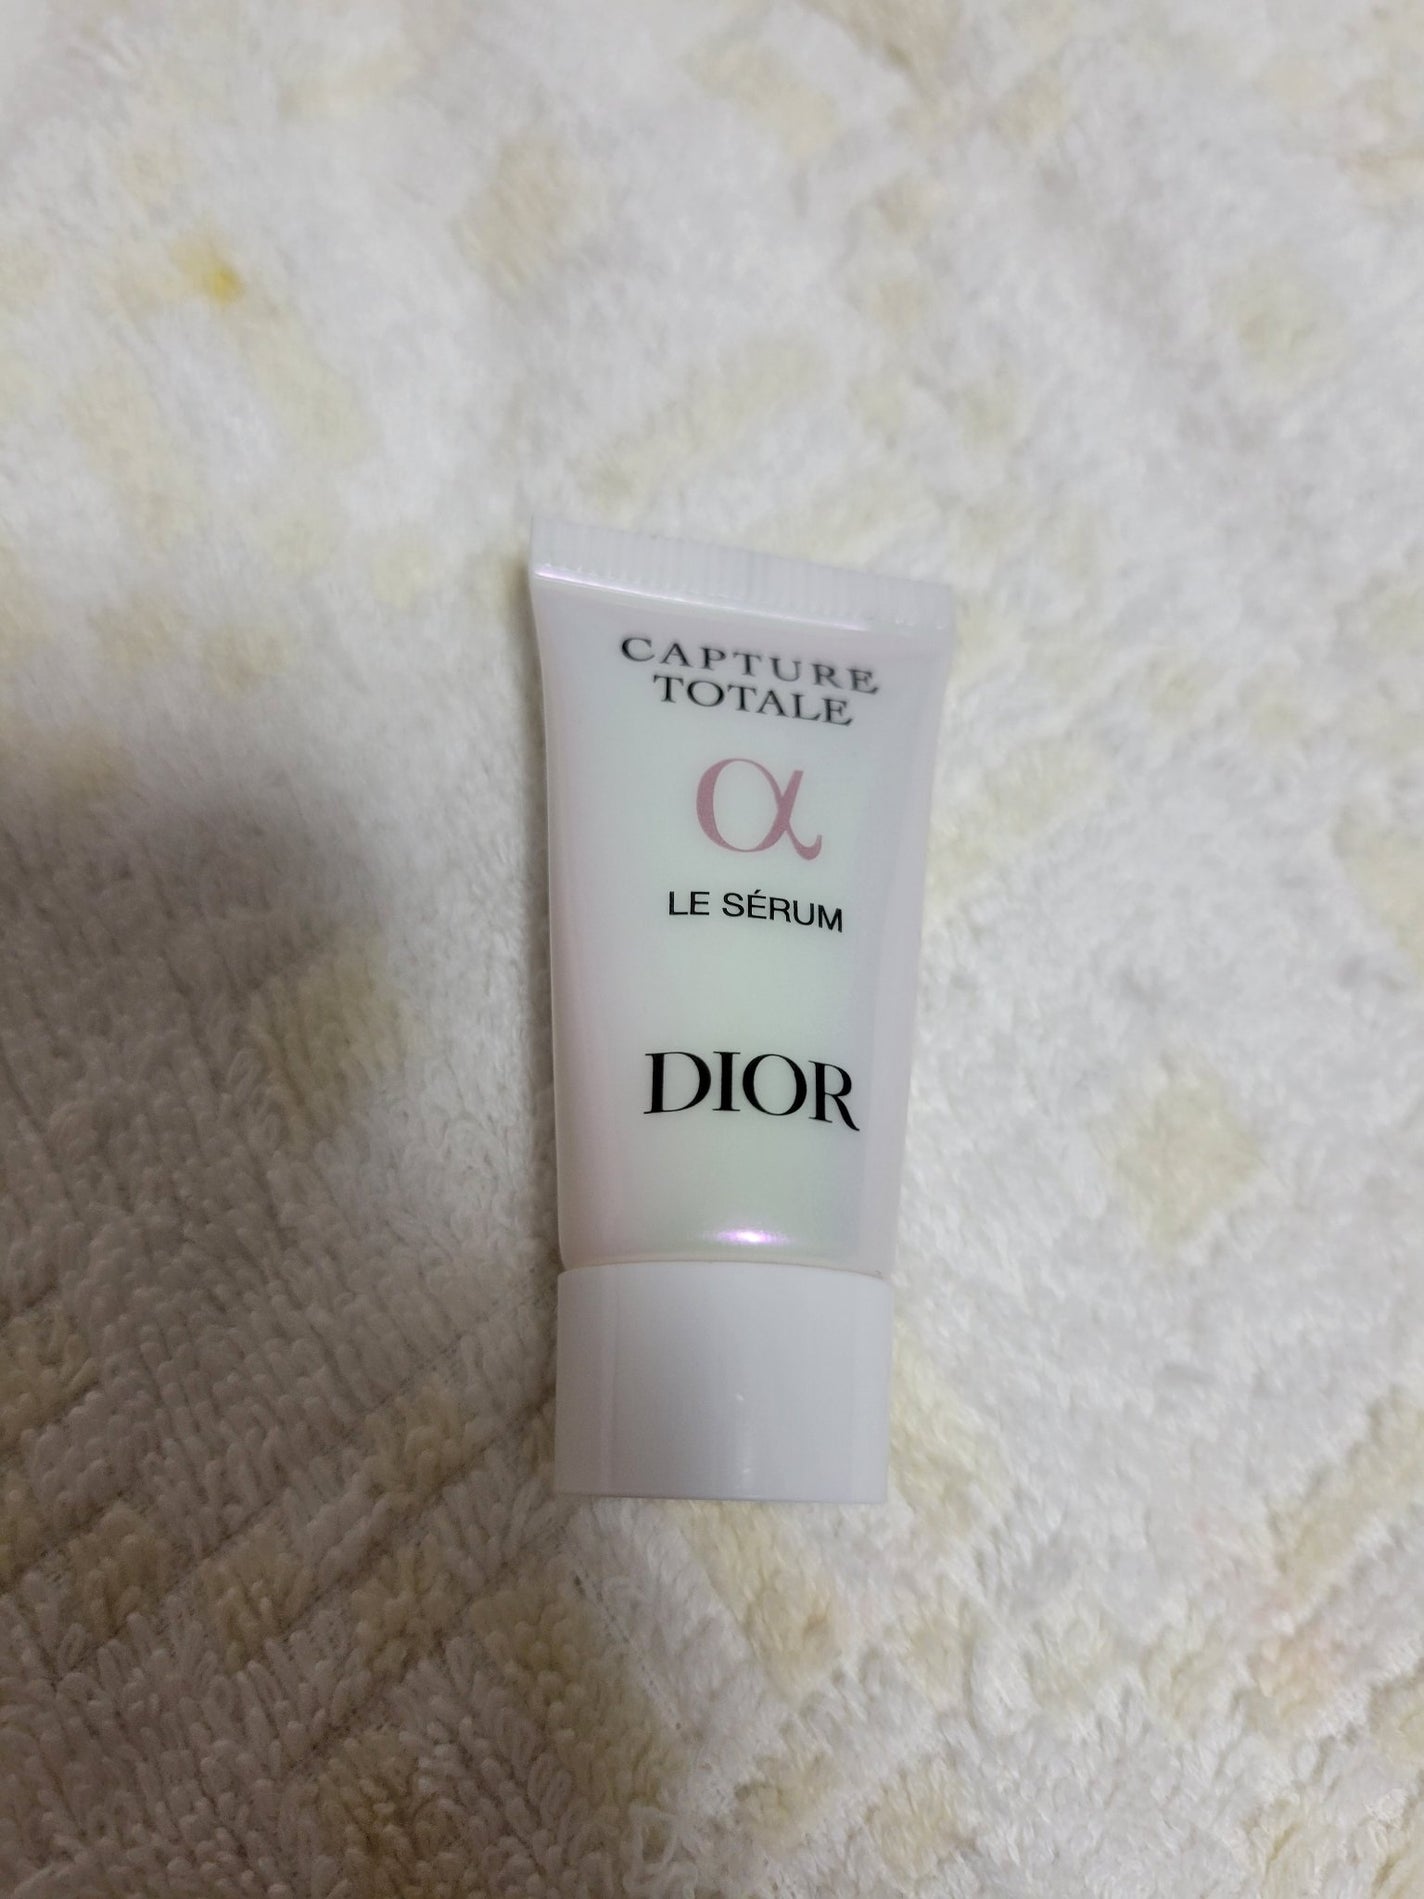 CAPTURE
TOTALE
α
LE SÉRUM
DIOR